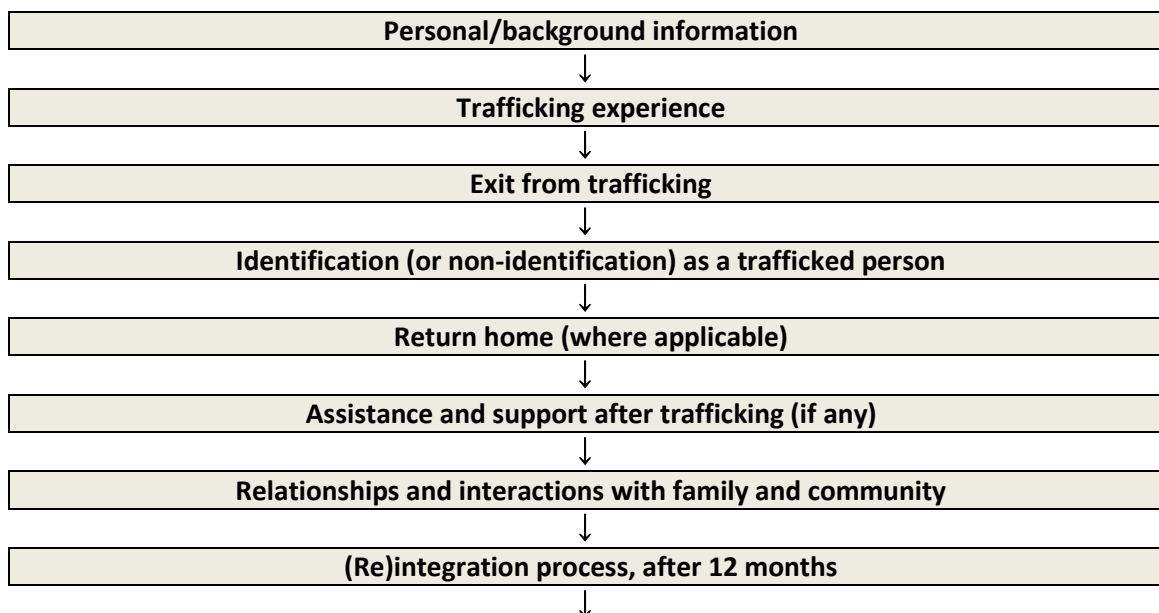 Personal/background information
Trafficking experience
Exit from trafficking
Identification (or non-identification) as a trafficked person
Return home (where applicable)
Assistance and support after trafficking (if any)
Relationships and interactions with family and community
(Re)integration process, after 12 months